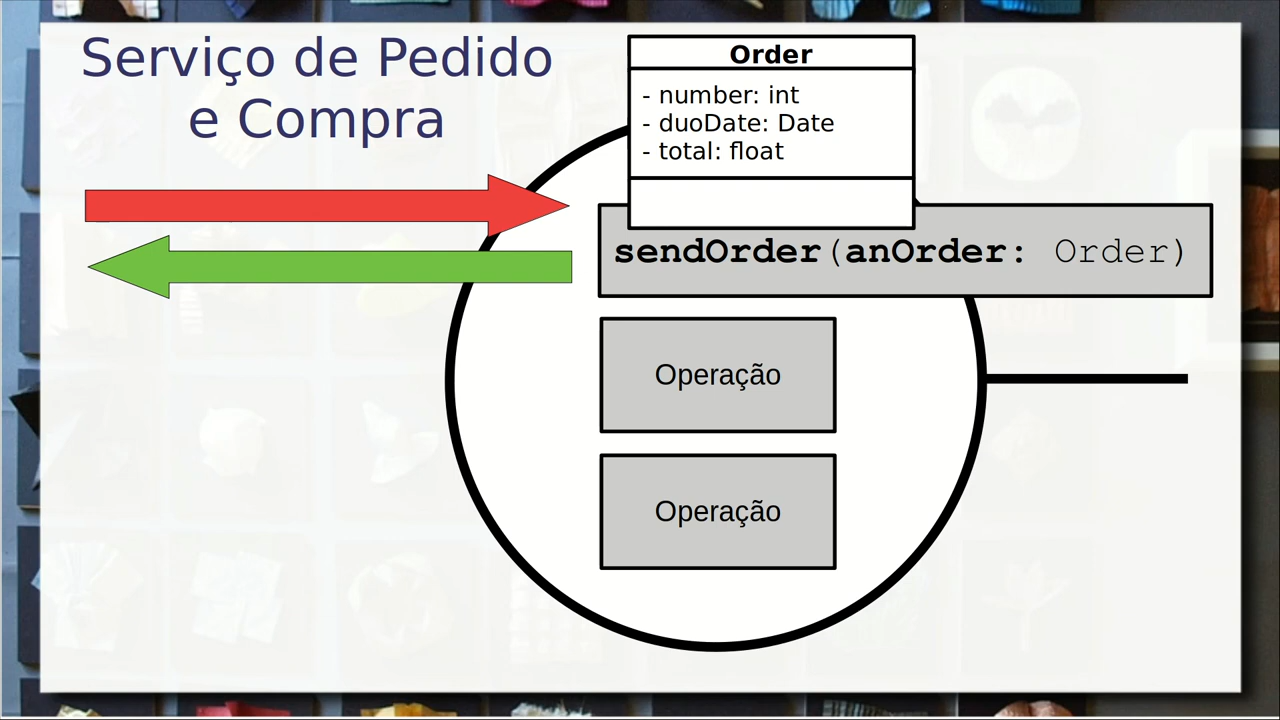 Serviço de Pedido
e Compra
Order
- number: int
- duoDate: Date
- total: float
sendOrder(anOrder: Order)
Operação
Operação